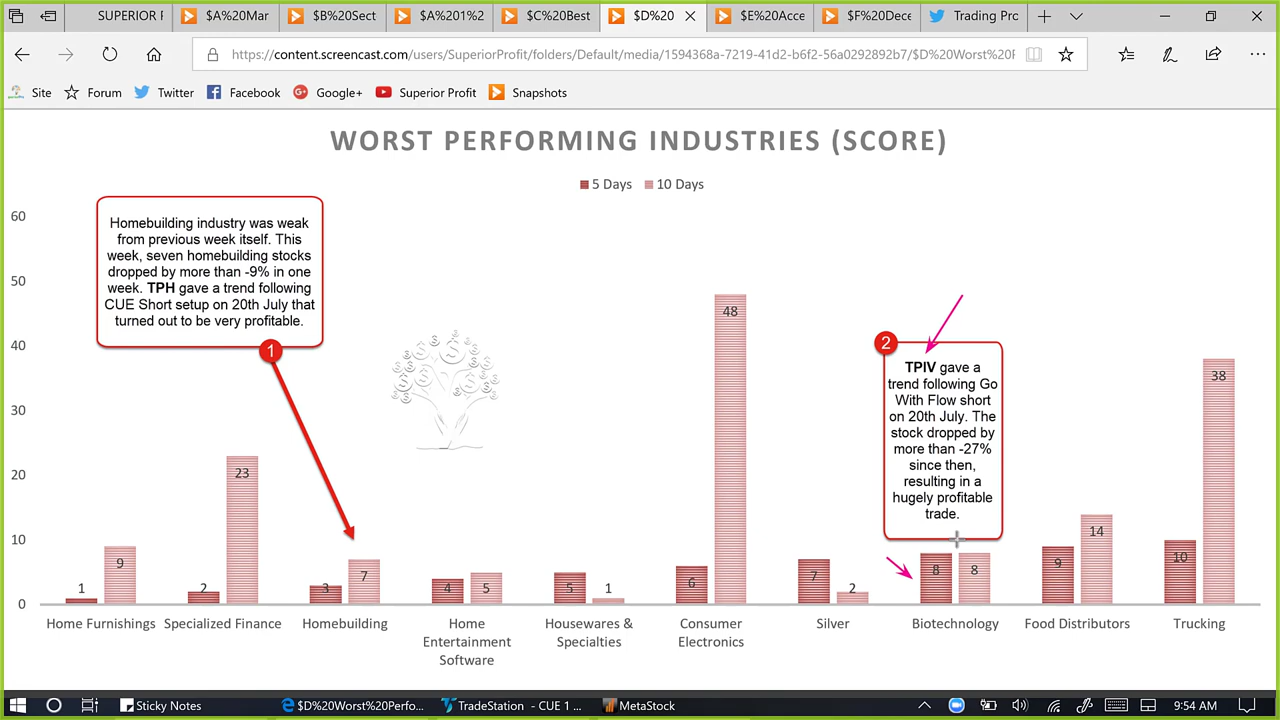 SUPERIOR F
$A%20Mar
$B%20Sect
$A%201%2
$C%20Best
$D%20
$E%20Acce
$F%20Dece
Trading Prc
https://content.screencast.com/users/SuperiorProfit/folders/Default/media/1594368a-7219-41d2-b6f2-56a0292892b7/$D%20Worst%20F
Site
Forum
Twitter
Facebook
Google+
Superior Profit
Snapshots
WORST PERFORMING INDUSTRIES (SCORE)
5 Days
10 Days
60
50
40
30
20
10
0
Homebuilding industry was weak
from previous week itself. This
week, seven homebuilding stocks
dropped by more than -9% in one
week. TPH gave a trend following
CUE Short setup on 20th July that
turned out to be very profitable.
1
2
TPIV gave a
trend following Go
With Flow short
on 20th July. The
stock dropped by
more than -27%
since then,
resulting in a
hugely profitable
trade.
1
9
2
23
3
7
4
5
5
1
6
48
7
2
8
8
9
14
10
38
Home Furnishings
Specialized Finance
Homebuilding
Home
Entertainment
Software
Housewares &
Specialties
Consumer
Electronics
Silver
Biotechnology
Food Distributors
Trucking
Sticky Notes
$D%20Worst%20Perfo...
TradeStation - CUE 1 ...
MetaStock
9:54 AM